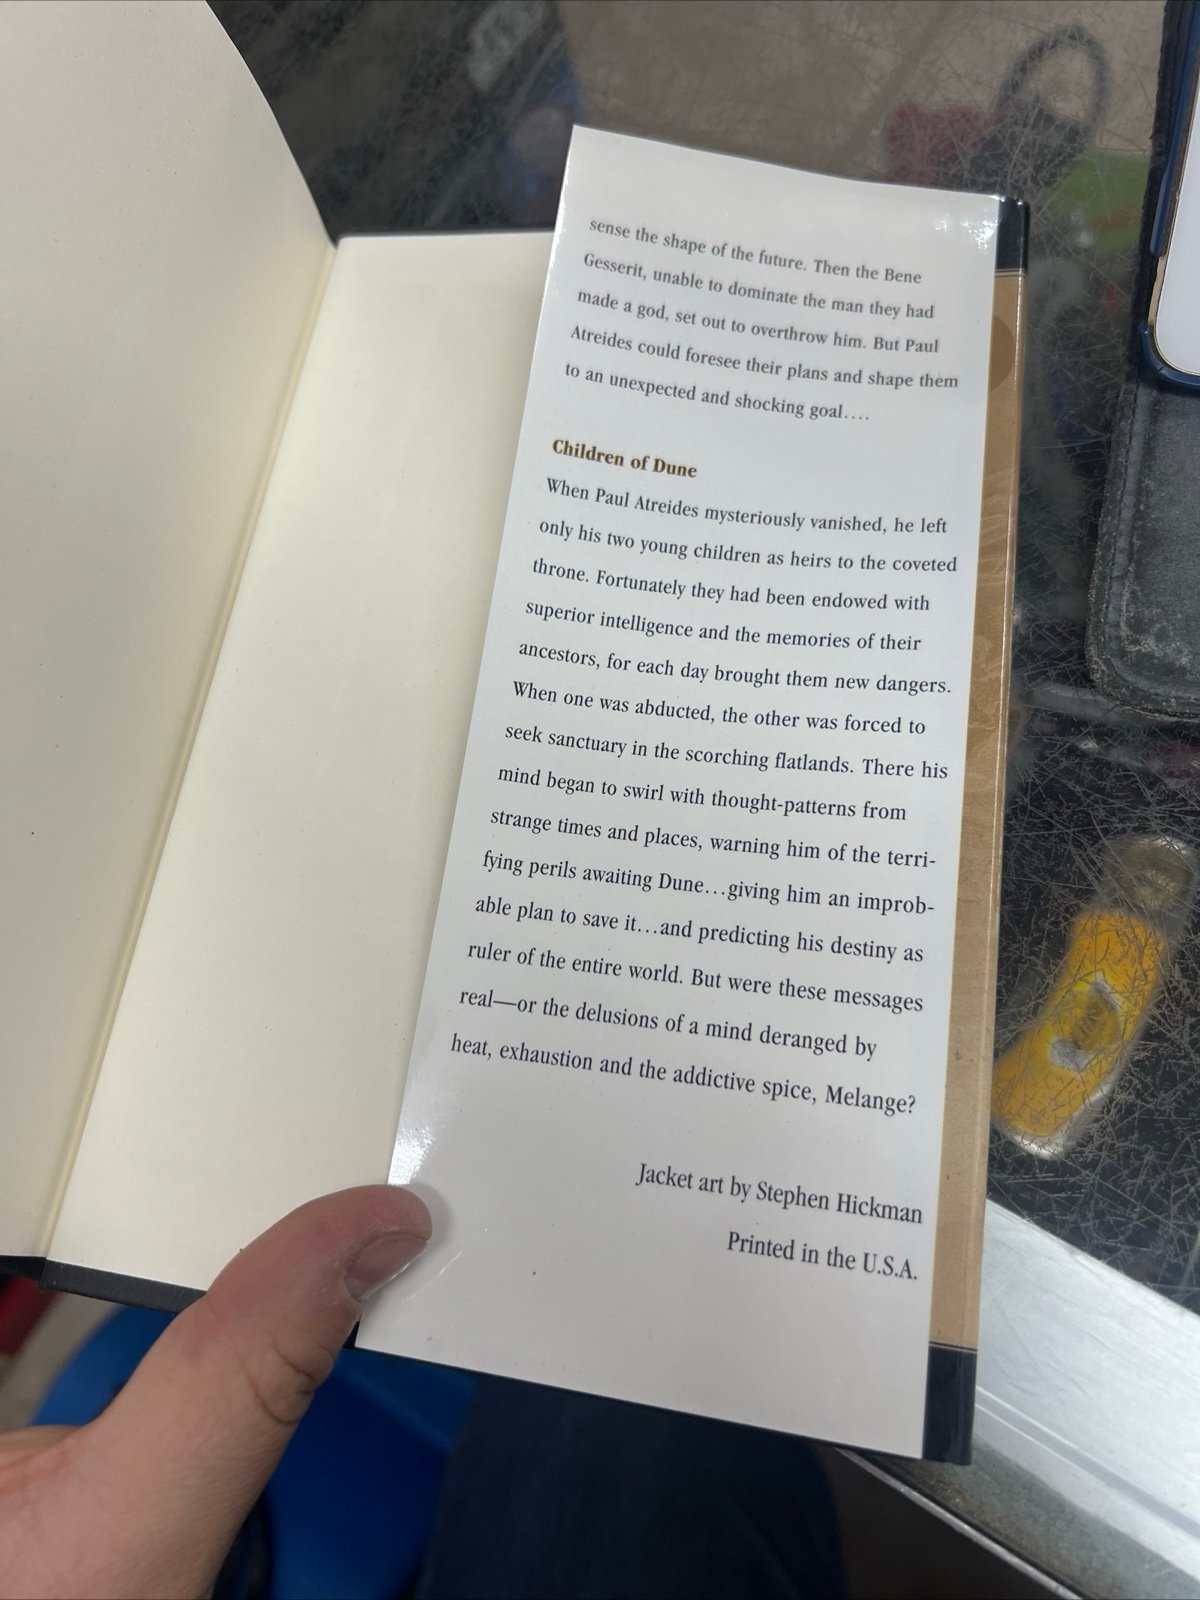 sense the shape of the future. Then the Bene
Gesserit, unable to dominate the man they had
made a god, set out to overthrow him. But Paul
Atreides could foresee their plans and shape them
to an unexpected and shocking goal....
Children of Dune
When Paul Atreides mysteriously vanished, he left
only his two young children as heirs to the coveted
throne. Fortunately they had been endowed with
superior intelligence and the memories of their
ancestors, for each day brought them new dangers.
When one was abducted, the other was forced to
seek sanctuary in the scorching flatlands. There his
mind began to swirl with thought-patterns from
strange times and places, warning him of the terri-
fying perils awaiting Dune...giving him an improb-
able plan to save it...and predicting his destiny as
ruler of the entire world. But were these messages
real—or the delusions of a mind deranged by
heat, exhaustion and the addictive spice, Melange?
Jacket art by Stephen Hickman
Printed in the U.S.A.